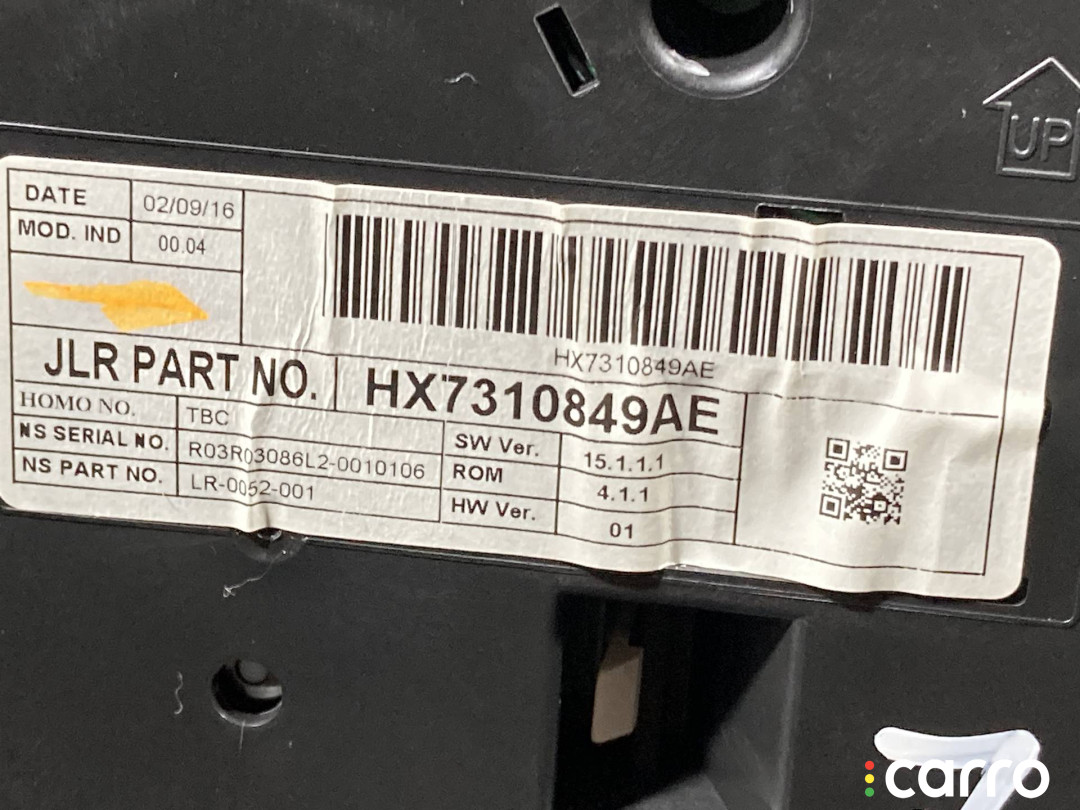 UP
DATE 02/09/16
MOD. IND 00.04
HX7310849AE
JLR PART NO. HX7310849AE
HOMO NO. TBC
NS SERIAL NO. R03R03086L2-0010106
NS PART NO. LR-0052-001
SW Ver. 15.1.1.1
ROM 4.1.1
HW Ver. 01
carro